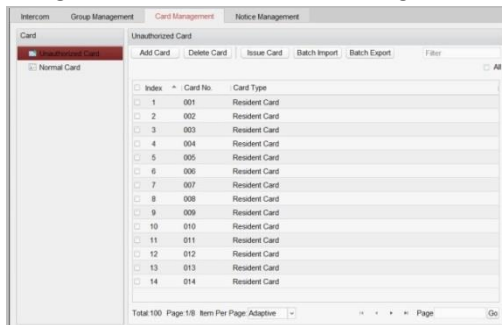 Intercom Group Management Card Management Notice Management
Card Unauthorized Card
Unauthorized Card Add Card Delete Card Issue Card Batch Import Batch Export Filter
Normal Card All
Index Card No. Card Type
1 001 Resident Card
2 002 Resident Card
3 003 Resident Card
4 004 Resident Card
5 005 Resident Card
6 006 Resident Card
7 007 Resident Card
8 008 Resident Card
9 009 Resident Card
10 010 Resident Card
11 011 Resident Card
12 012 Resident Card
13 013 Resident Card
14 014 Resident Card
Total:100 Page:1/8 Item Per Page:Adaptive Page Go